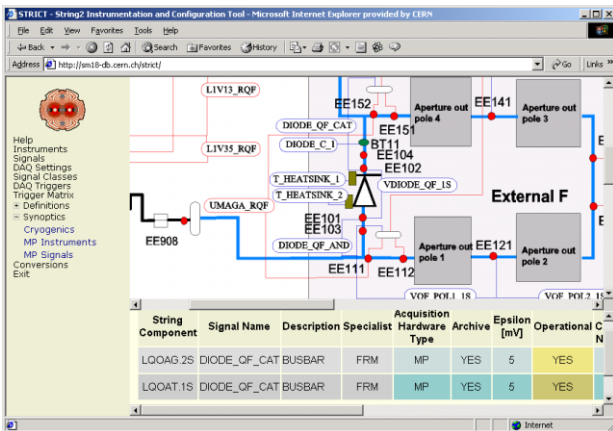 STRICT - String2 Instrumentation and Configuration Tool - Microsoft Internet Explorer provided by CERN
File Edit View Favorites Tools Help
Back Search Favorites History
Address http://sm18-db.cern.ch/strict/ Go Links »
Help
Instruments
Signals
DAQ Settings
Signal Classes
DAQ Triggers
Trigger Matrix
+ Definitions
- Synoptics
Cryogenics
MP Instruments
MP Signals
Conversions
Exit
L1V13_RQF
L1V35_RQF
UMAGA_RQF
EE908
EE152
EE151
EE141
DIODE_QF_CAT
DIODE_C_1
BT11
EE104
EE102
T_HEATSINK_1
T_HEATSINK_2
VDIODE_QF_1S
EE101
EE103
DIODE_QF_AND
EE111
EE112
EE121
Aperture out pole 4
Aperture out pole 3
External F
Aperture out pole 1
Aperture out pole 2
VQF_POL1_1S
VQF_POL2_1S
String Component Signal Name Description Specialist Acquisition Hardware Type Archive Epsilon [mV] Operational
LQOAG.2S DIODE_QF_CAT BUSBAR FRM MP YES 5 YES
LQOAT.1S DIODE_QF_CAT BUSBAR FRM MP YES 5 YES
Internet